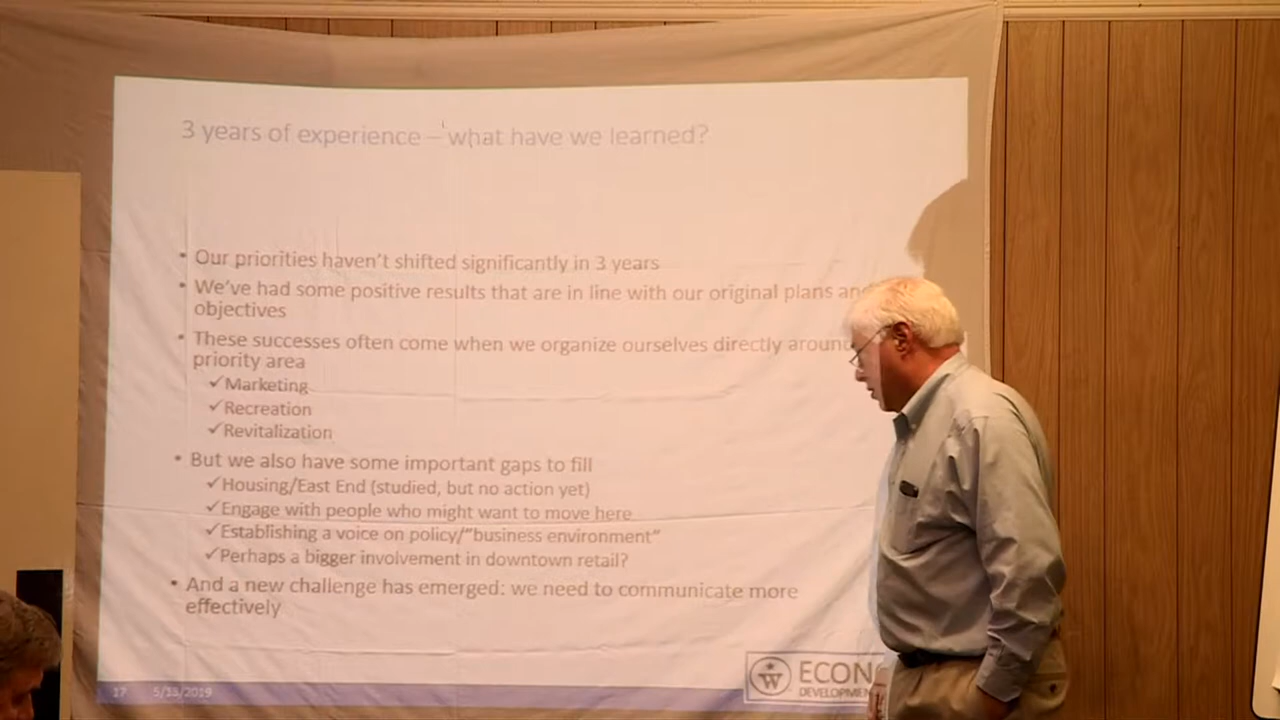 3 years of experience – what have we learned?
• Our priorities haven't shifted significantly in 3 years
• We've had some positive results that are in line with our original plans an
objectives
• These successes often come when we organize ourselves directly around
priority area
✓Marketing
✓Recreation
✓Revitalization
• But we also have some important gaps to fill
✓Housing/East End (studied, but no action yet)
✓Engage with people who might want to move here
✓Establishing a voice on policy/"business environment"
✓Perhaps a bigger involvement in downtown retail?
• And a new challenge has emerged: we need to communicate more
effectively
17 
W ECON
DEVELOPMEN